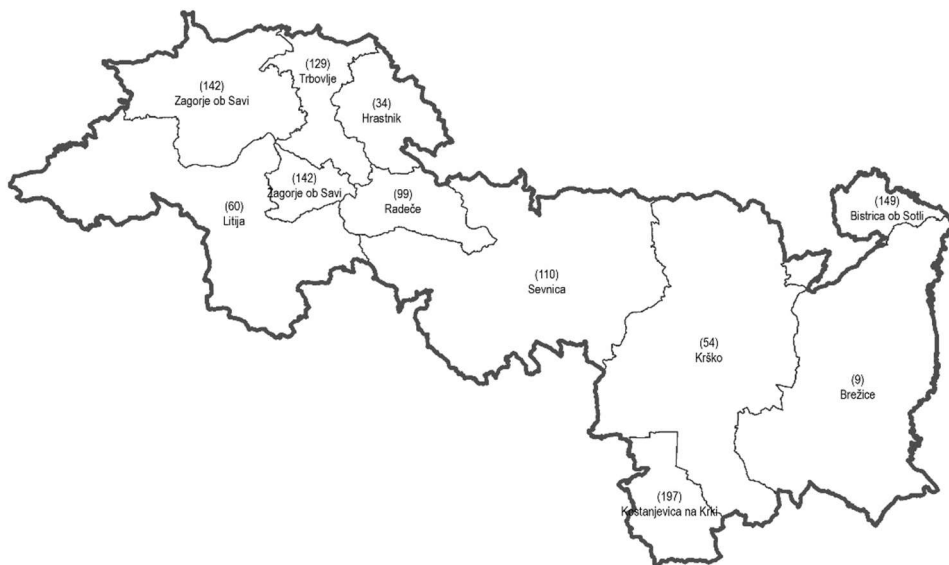 (129)
Trbovlje
(142)
Zagorje ob Savi
(34)
Hrastnik
(142)
Zagorje ob Savi
(99)
Radeče
(60)
Litija
(149)
Bistrica ob Sotli
(110)
Sevnica
(54)
Krško
(9)
Brežice
(197)
Kostanjevica na Krki